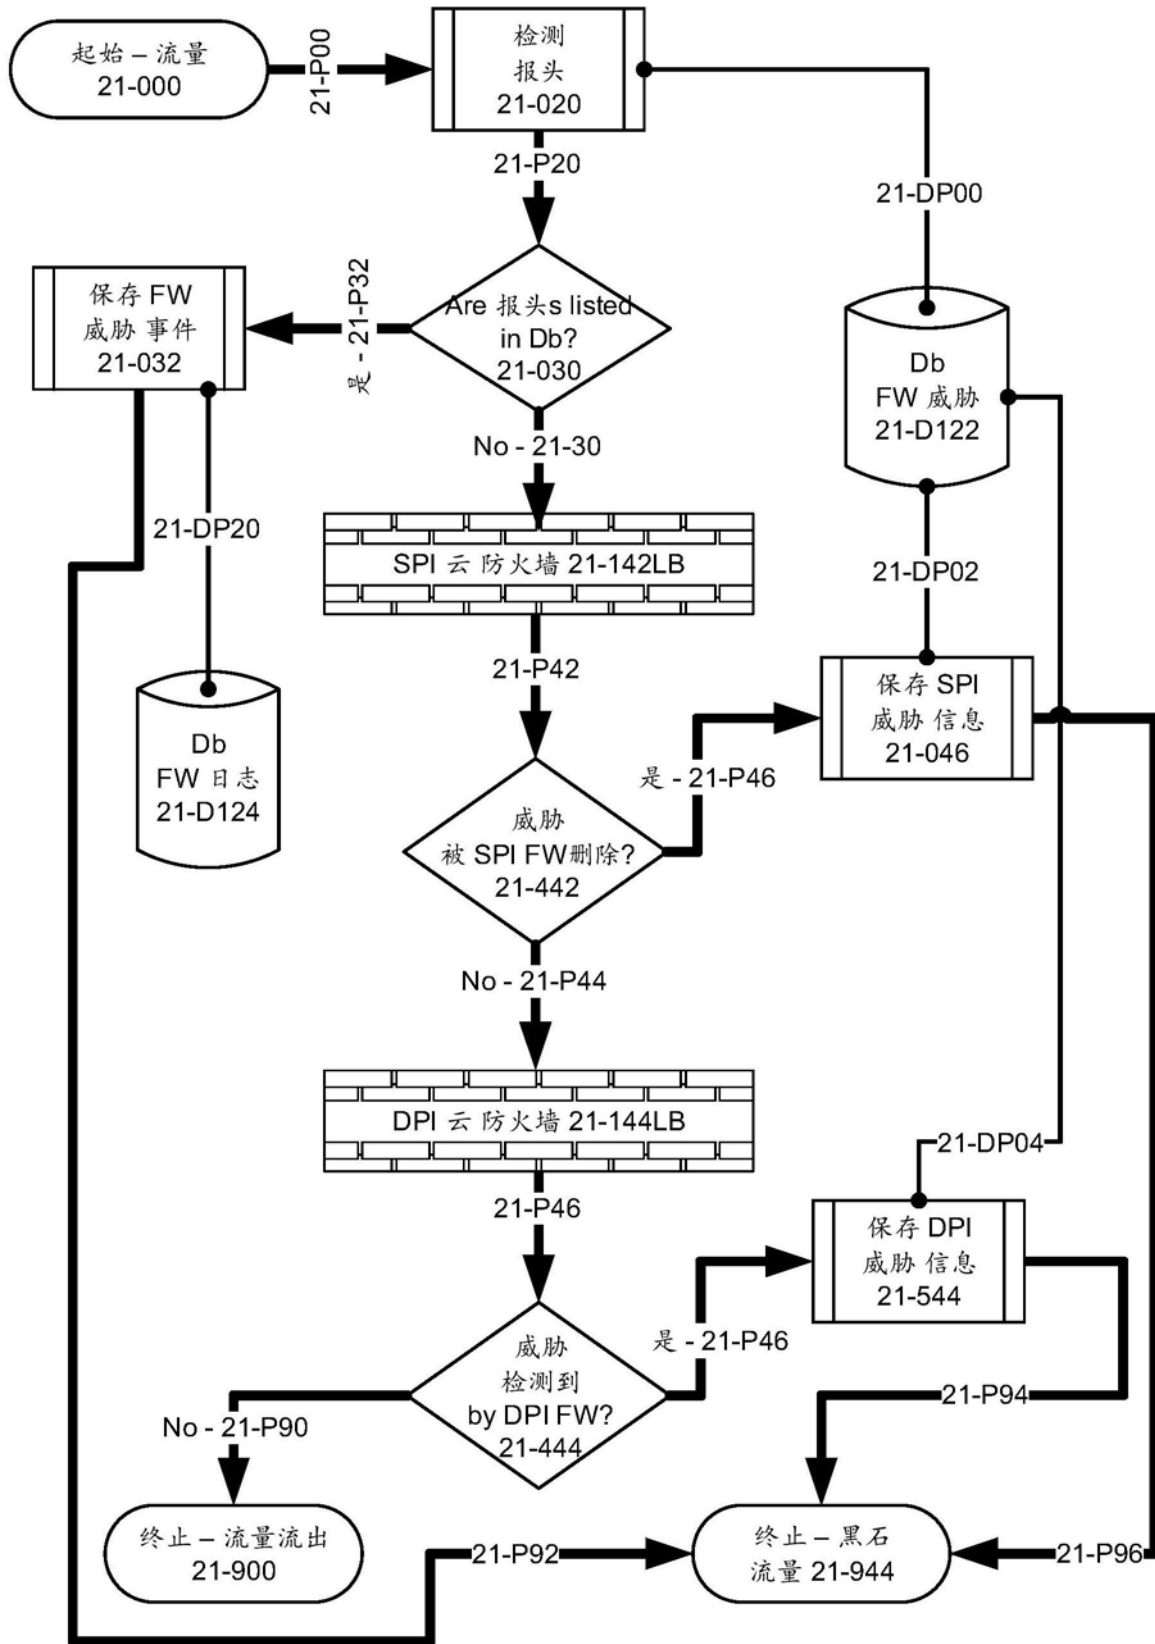 起始 – 流量
21-000
21-P00
检测
报头
21-020
21-P20
21-DP00
保存 FW
威胁 事件
21-032
是 - 21-P32
Are 报头s listed
in Db?
21-030
Db
FW 威胁
21-D122
No - 21-30
21-DP20
SPI 云 防火墙 21-142LB
21-DP02
21-P42
保存 SPI
威胁 信息
21-046
Db
FW 日志
21-D124
是 - 21-P46
威胁
被 SPI FW删除?
21-442
No - 21-P44
DPI 云 防火墙 21-144LB
21-DP04
21-P46
保存 DPI
威胁 信息
21-544
是 - 21-P46
威胁
检测到
by DPI FW?
21-444
21-P94
No - 21-P90
终止 – 流量流出
21-900
21-P92
终止 – 黑石
流量 21-944
21-P96